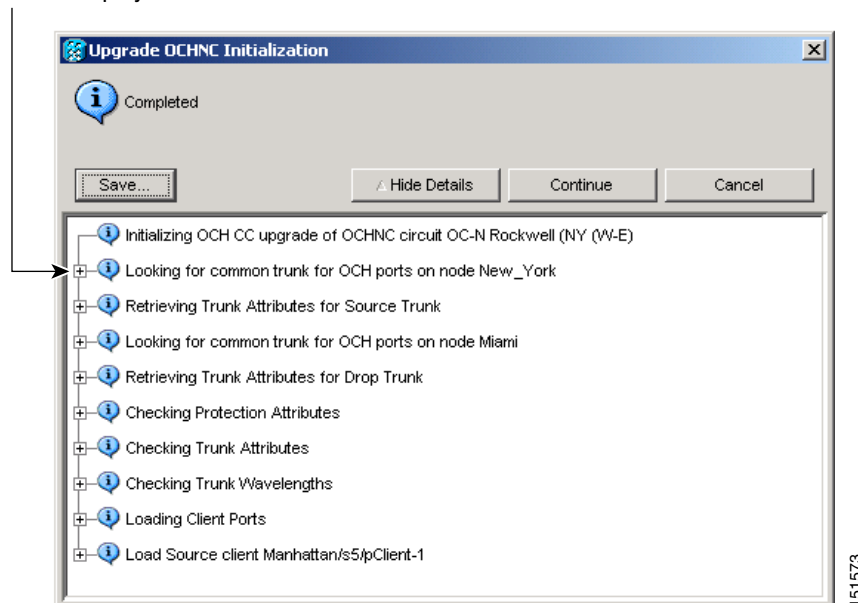 Upgrade OCHNC Initialization
Completed
Save... Hide Details Continue Cancel
Initializing OCH CC upgrade of OCHNC circuit OC-N Rockwell (NY (W-E)
Looking for common trunk for OCH ports on node New_York
Retrieving Trunk Attributes for Source Trunk
Looking for common trunk for OCH ports on node Miami
Retrieving Trunk Attributes for Drop Trunk
Checking Protection Attributes
Checking Trunk Attributes
Checking Trunk Wavelengths
Loading Client Ports
Load Source client Manhattan/s5/pClient-1
151573